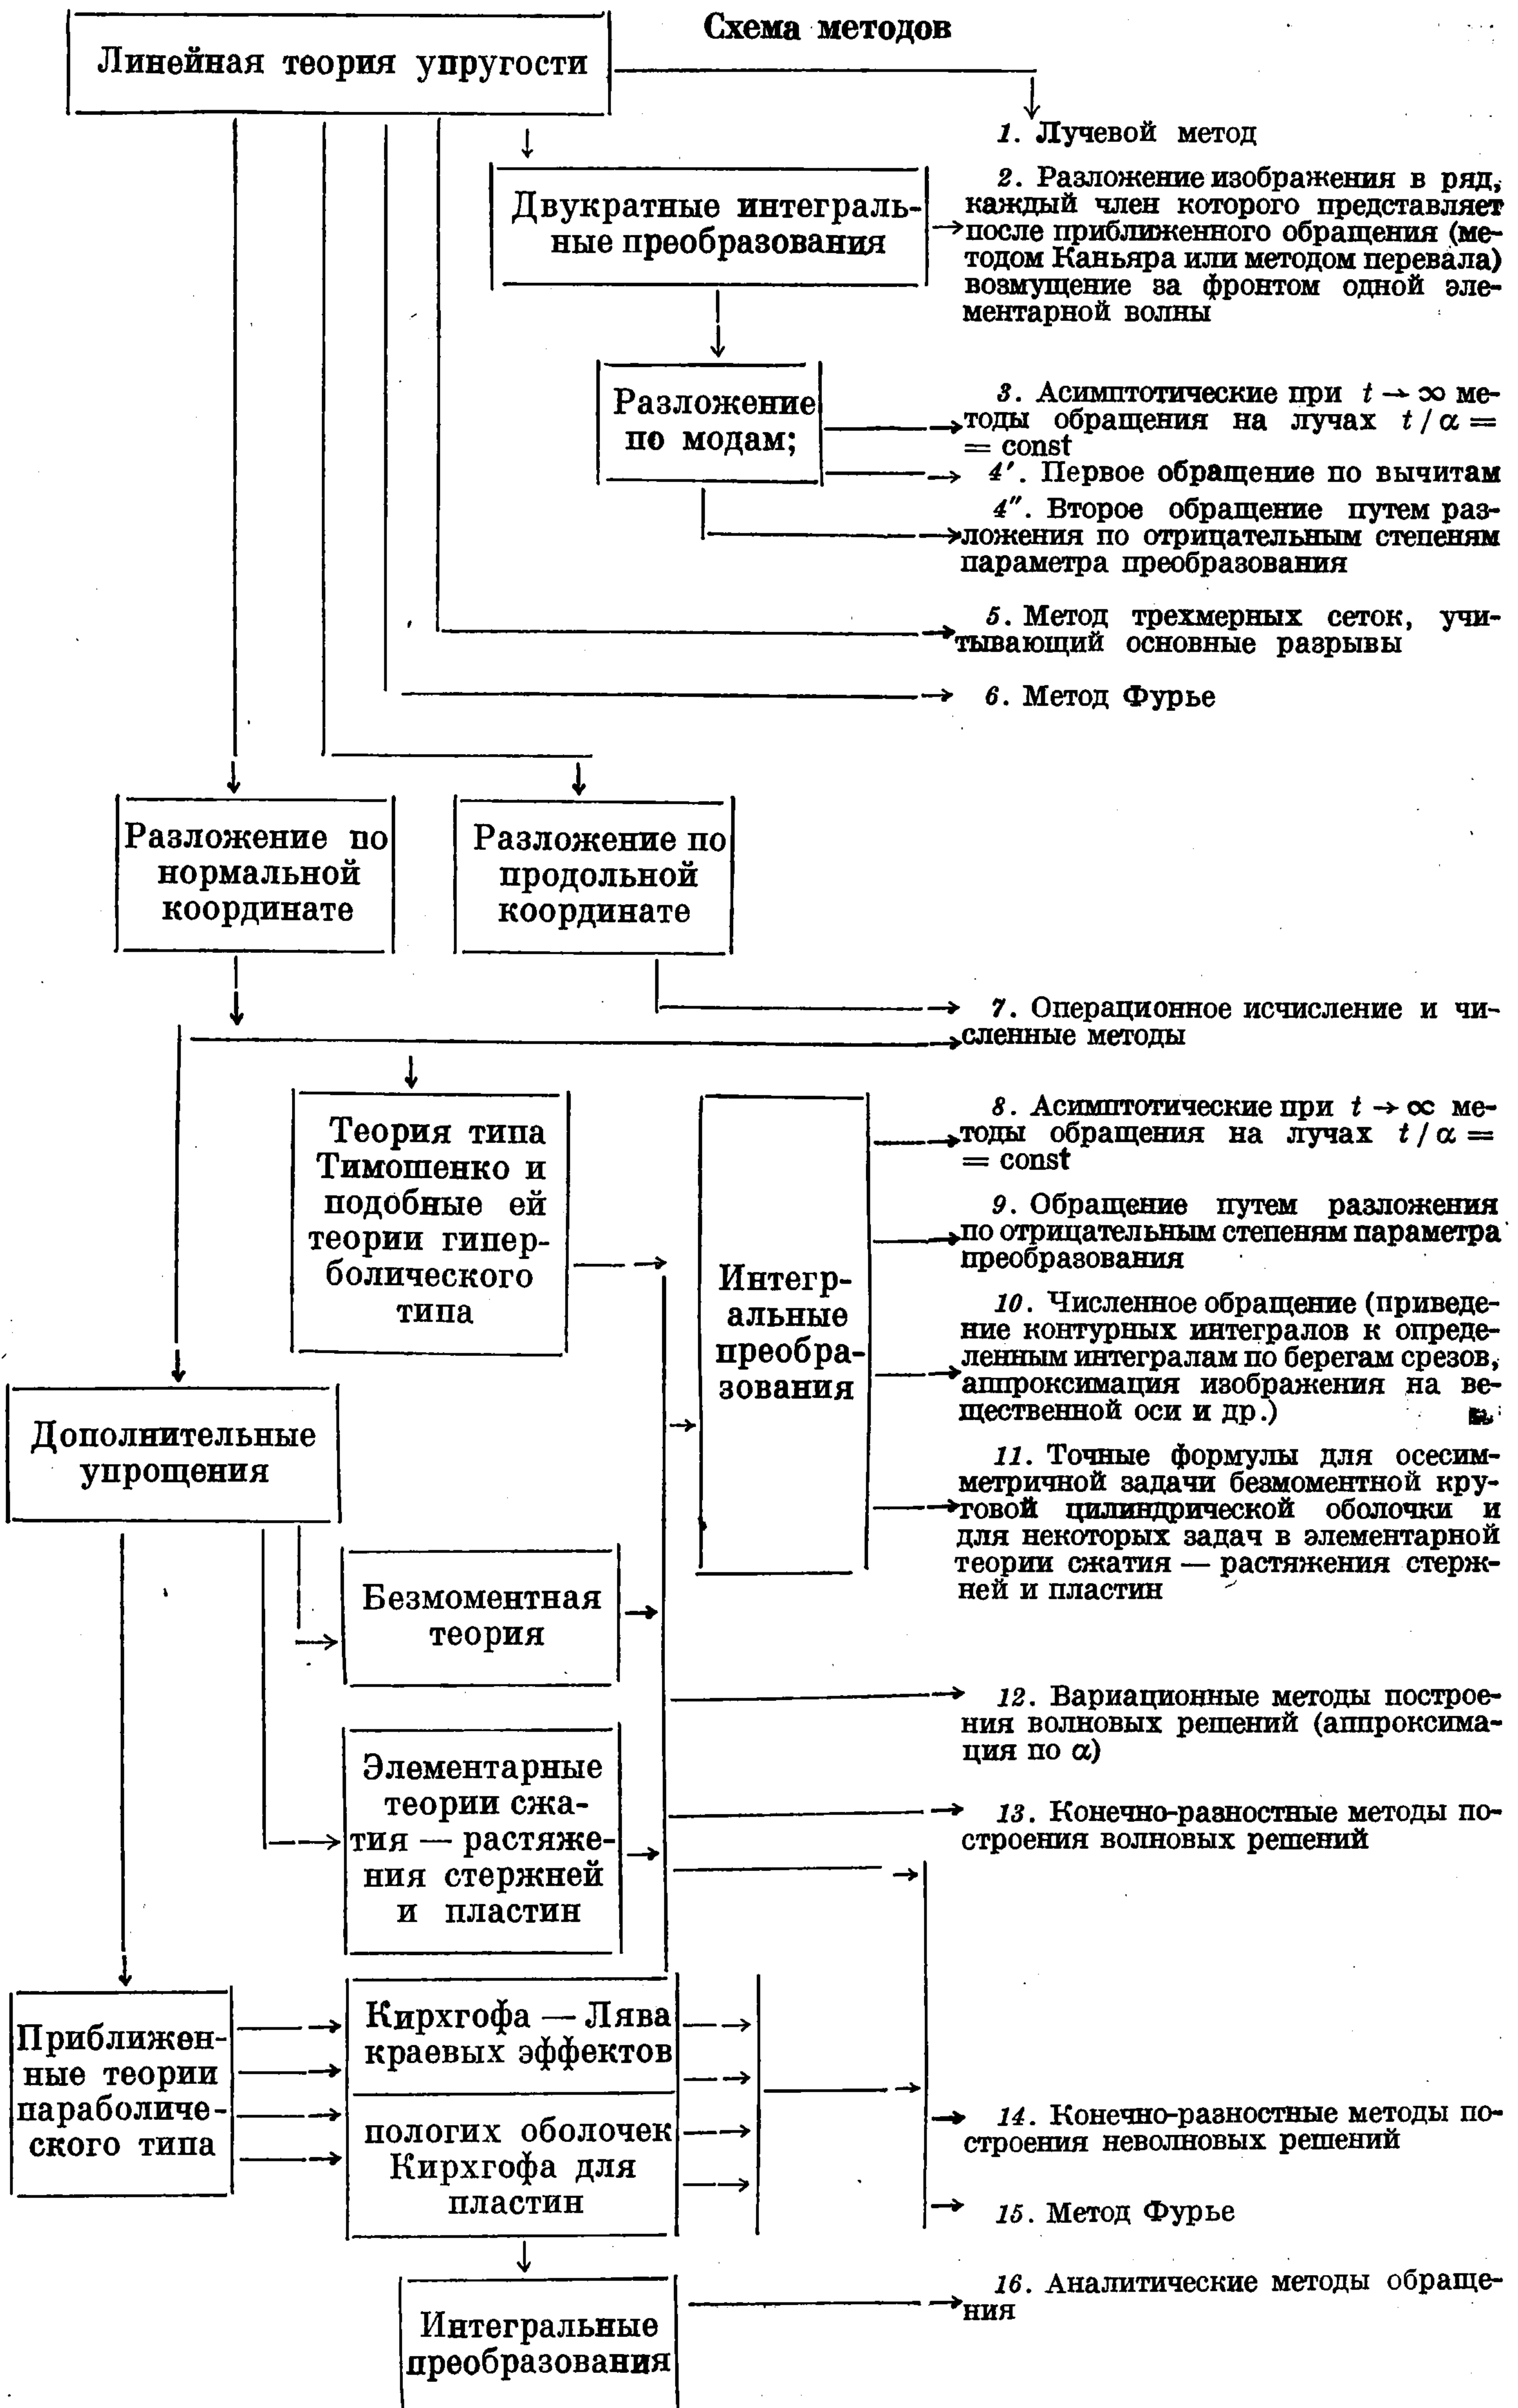 Схема методов
Линейная теория упругости
1. Лучевой метод
Двукратные интеграль-
ные преобразования
2. Разложение изображения в ряд,
каждый член которого представляет
после приближенного обращения (ме-
тодом Каньяра или методом перевала)
возмущение за фронтом одной эле-
ментарной волны
Разложение
по модам;
3. Асимптотические при t → ∞ ме-
тоды обращения на лучах t / α =
= const
4′. Первое обращение по вычитам
4″. Второе обращение путем раз-
ложения по отрицательным степеням
параметра преобразования
5. Метод трехмерных сеток, учи-
тывающий основные разрывы
6. Метод Фурье
Разложение по
нормальной
координате
Разложение по
продольной
координате
7. Операционное исчисление и чи-
сленные методы
Теория типа
Тимошенко и
подобные ей
теории гипер-
болического
типа
Интегр-
альные
преобра-
зования
8. Асимптотические при t → ∞ ме-
тоды обращения на лучах t / α =
= const
9. Обращение путем разложения
по отрицательным степеням параметра
преобразования
10. Численное обращение (приведе-
ние контурных интегралов к опреде-
ленным интегралам по берегам срезов,
аппроксимация изображения на ве-
щественной оси и др.)
11. Точные формулы для осесим-
метричной задачи безмоментной кру-
говой цилиндрической оболочки и
для некоторых задач в элементарной
теории сжатия — растяжения стерж-
ней и пластин
Дополнительные
упрощения
Безмоментная
теория
12. Вариационные методы построе-
ния волновых решений (аппроксима-
ция по α)
Элементарные
теории сжа-
тия — растяже-
ния стержней
и пластин
13. Конечно-разностные методы по-
строения волновых решений
Приближен-
ные теории
параболиче-
ского типа
Кирхгофа — Лява
краевых эффектов
пологих оболочек
Кирхгофа для
пластин
14. Конечно-разностные методы по-
строения неволновых решений
15. Метод Фурье
Интегральные
преобразования
16. Аналитические методы обраще-
ния